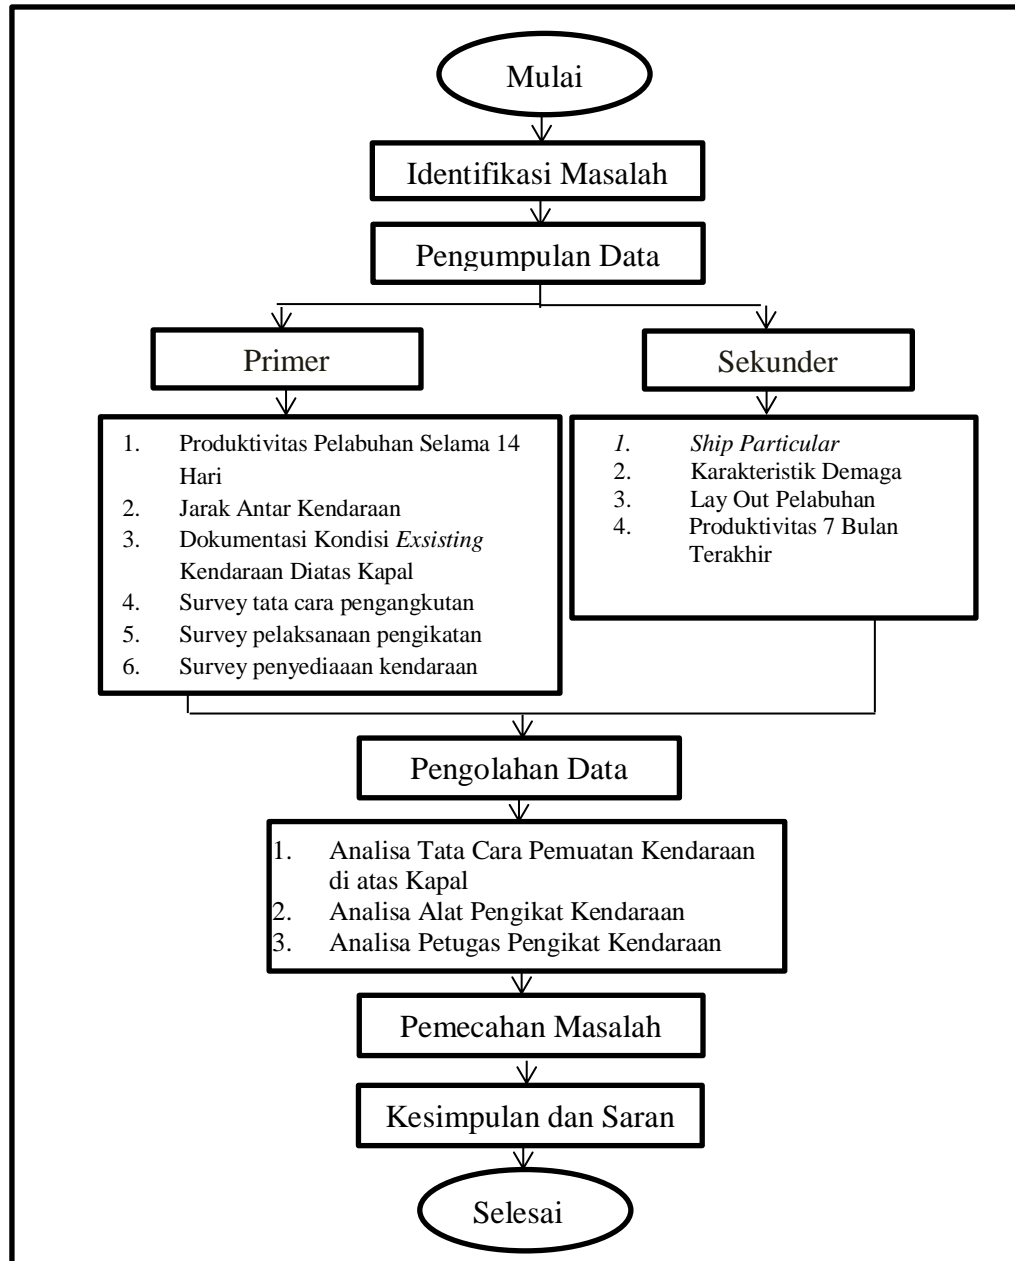 Mulai
Identifikasi Masalah
Pengumpulan Data
Primer
Sekunder
1. Produktivitas Pelabuhan Selama 14
Hari
2. Jarak Antar Kendaraan
3. Dokumentasi Kondisi Exsisting
Kendaraan Diatas Kapal
4. Survey tata cara pengangkutan
5. Survey pelaksanaan pengikatan
6. Survey penyediaaan kendaraan
1. Ship Particular
2. Karakteristik Demaga
3. Lay Out Pelabuhan
4. Produktivitas 7 Bulan
Terakhir
Pengolahan Data
1. Analisa Tata Cara Pemuatan Kendaraan
di atas Kapal
2. Analisa Alat Pengikat Kendaraan
3. Analisa Petugas Pengikat Kendaraan
Pemecahan Masalah
Kesimpulan dan Saran
Selesai